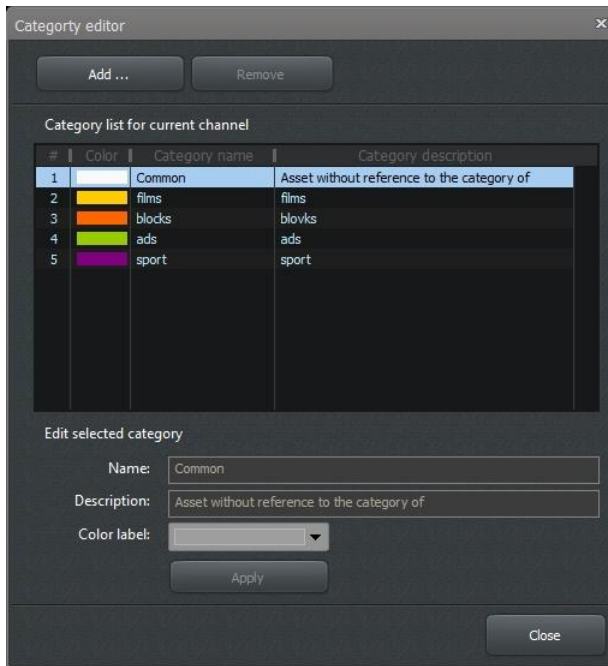 Categorty editor
×
Add ...
Remove
Category list for current channel
# Color Category name Category description
1 Common Asset without reference to the category of
2 films films
3 blocks blovks
4 ads ads
5 sport sport
Edit selected category
Name: Common
Description: Asset without reference to the category of
Color label:
Apply
Close